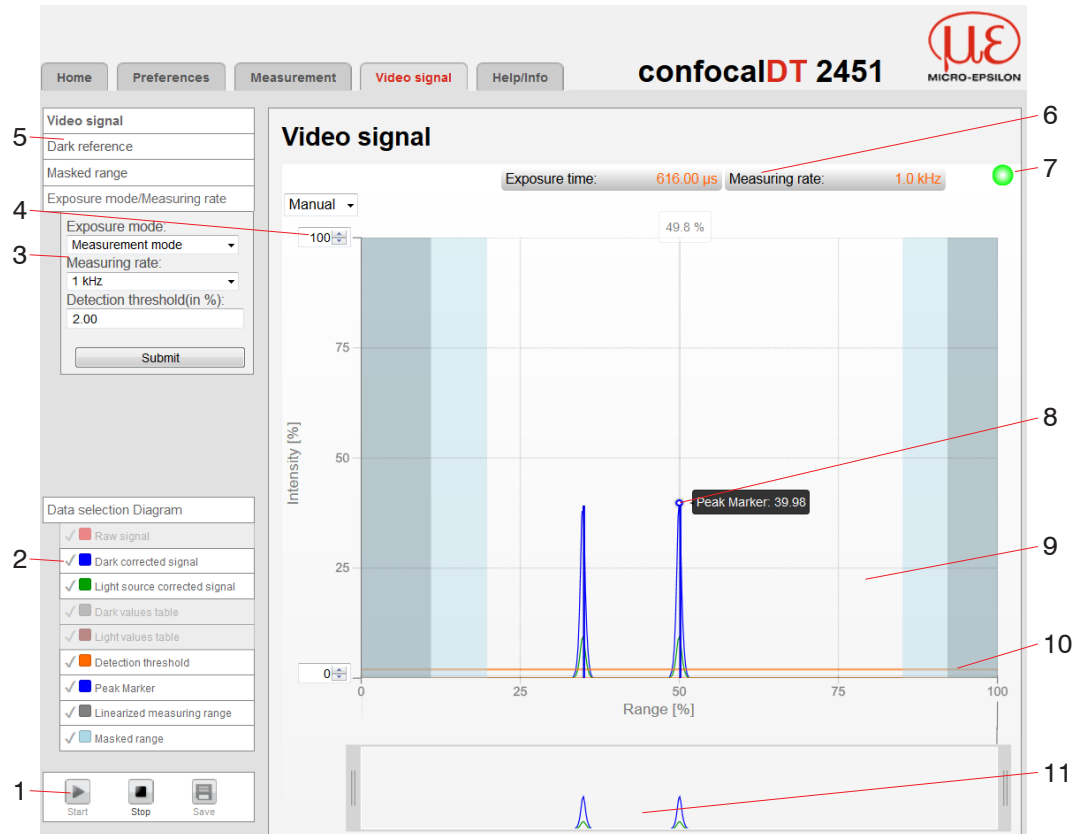 με
MICRO-EPSILON
confocalDT 2451
Home
Preferences
Measurement
Video signal
Help/Info
Video signal
Dark reference
Masked range
Exposure mode/Measuring rate
Exposure mode:
Measurement mode
Measuring rate:
1 kHz
Detection threshold(in %):
2.00
Submit
Data selection Diagram
Raw signal
Dark corrected signal
Light source corrected signal
Dark values table
Light values table
Detection threshold
Peak Marker
Linearized measuring range
Masked range
Start
Stop
Save
Video signal
Exposure time: 616.00 µs
Measuring rate: 1.0 kHz
Manual
49.8 %
100
75
50
25
0
Intensity [%]
Peak Marker: 39.98
0 25 50 75 100
Range [%]
5
4
3
2
1
6
7
8
9
10
11